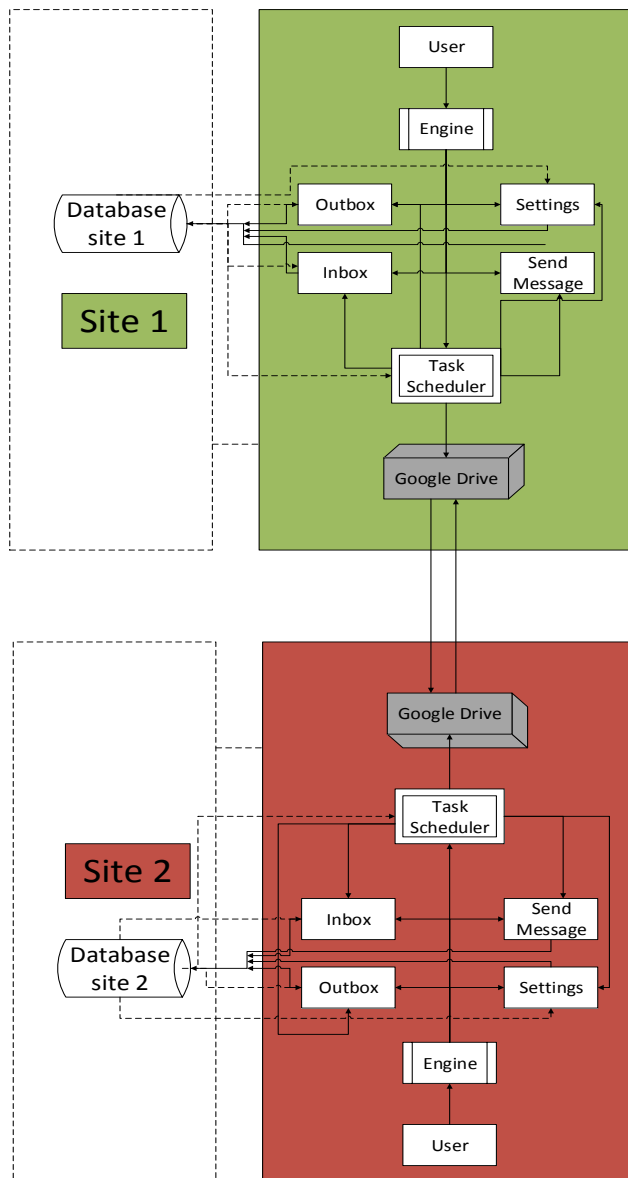 User
Engine
Database
site 1
Outbox
Settings
Inbox
Send
Message
Site 1
Task
Scheduler
Google Drive
Google Drive
Task
Scheduler
Site 2
Inbox
Send
Message
Database
site 2
Outbox
Settings
Engine
User